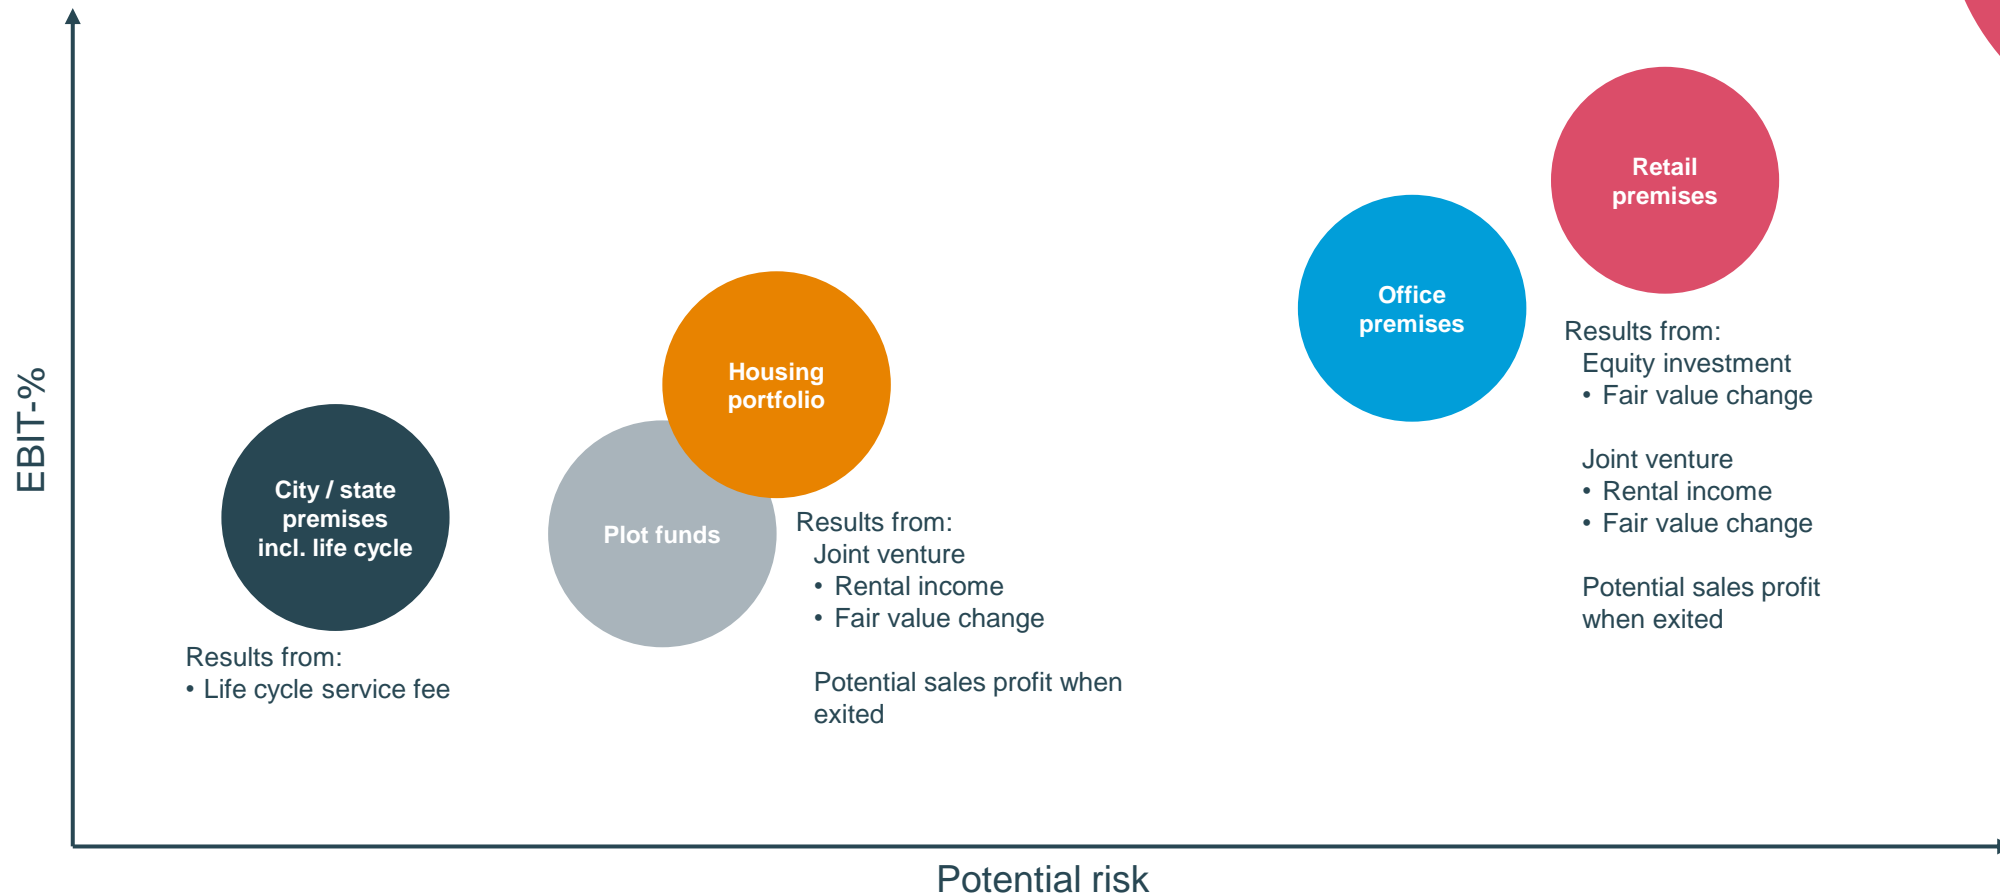 EBIT-%
Retail
premises
Office
premises
Results from:
Equity investment
• Fair value change
Joint venture
• Rental income
• Fair value change
Potential sales profit
when exited
Housing
portfolio
Plot funds
Results from:
Joint venture
• Rental income
• Fair value change
Potential sales profit when
exited
City / state
premises
incl. life cycle
Results from:
• Life cycle service fee
Potential risk